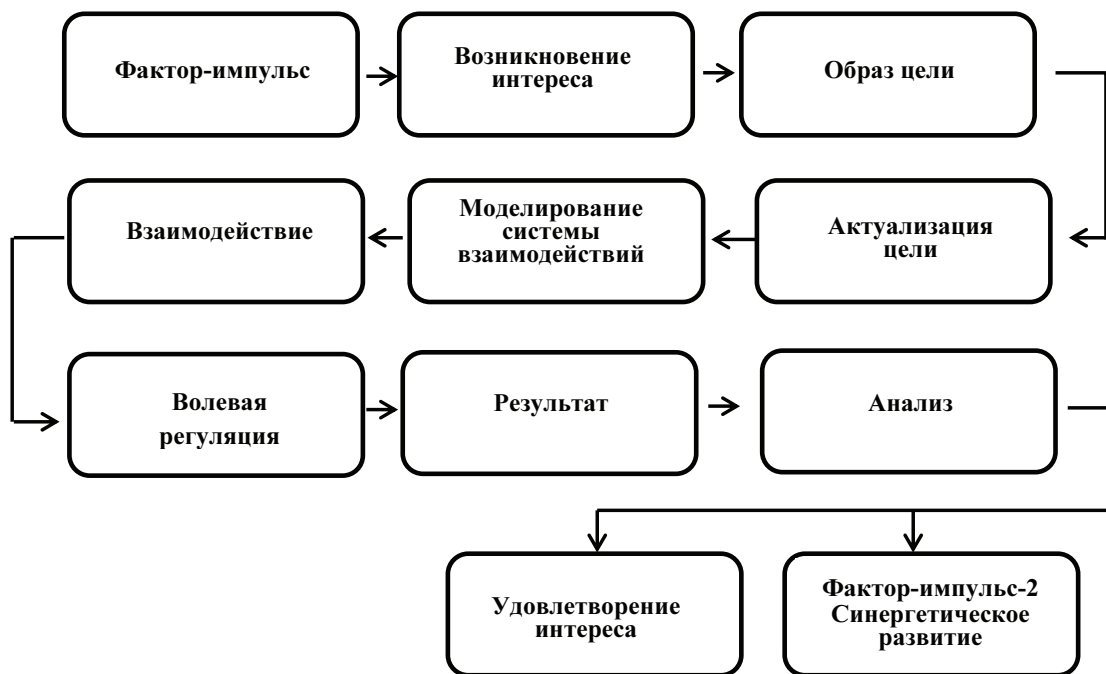 Фактор-импульс
Возникновение
интереса
Образ цели
Взаимодействие
Моделирование
системы
взаимодействий
Актуализация
цели
Волевая
регуляция
Результат
Анализ
Удовлетворение
интереса
Фактор-импульс-2
Синергетическое
развитие